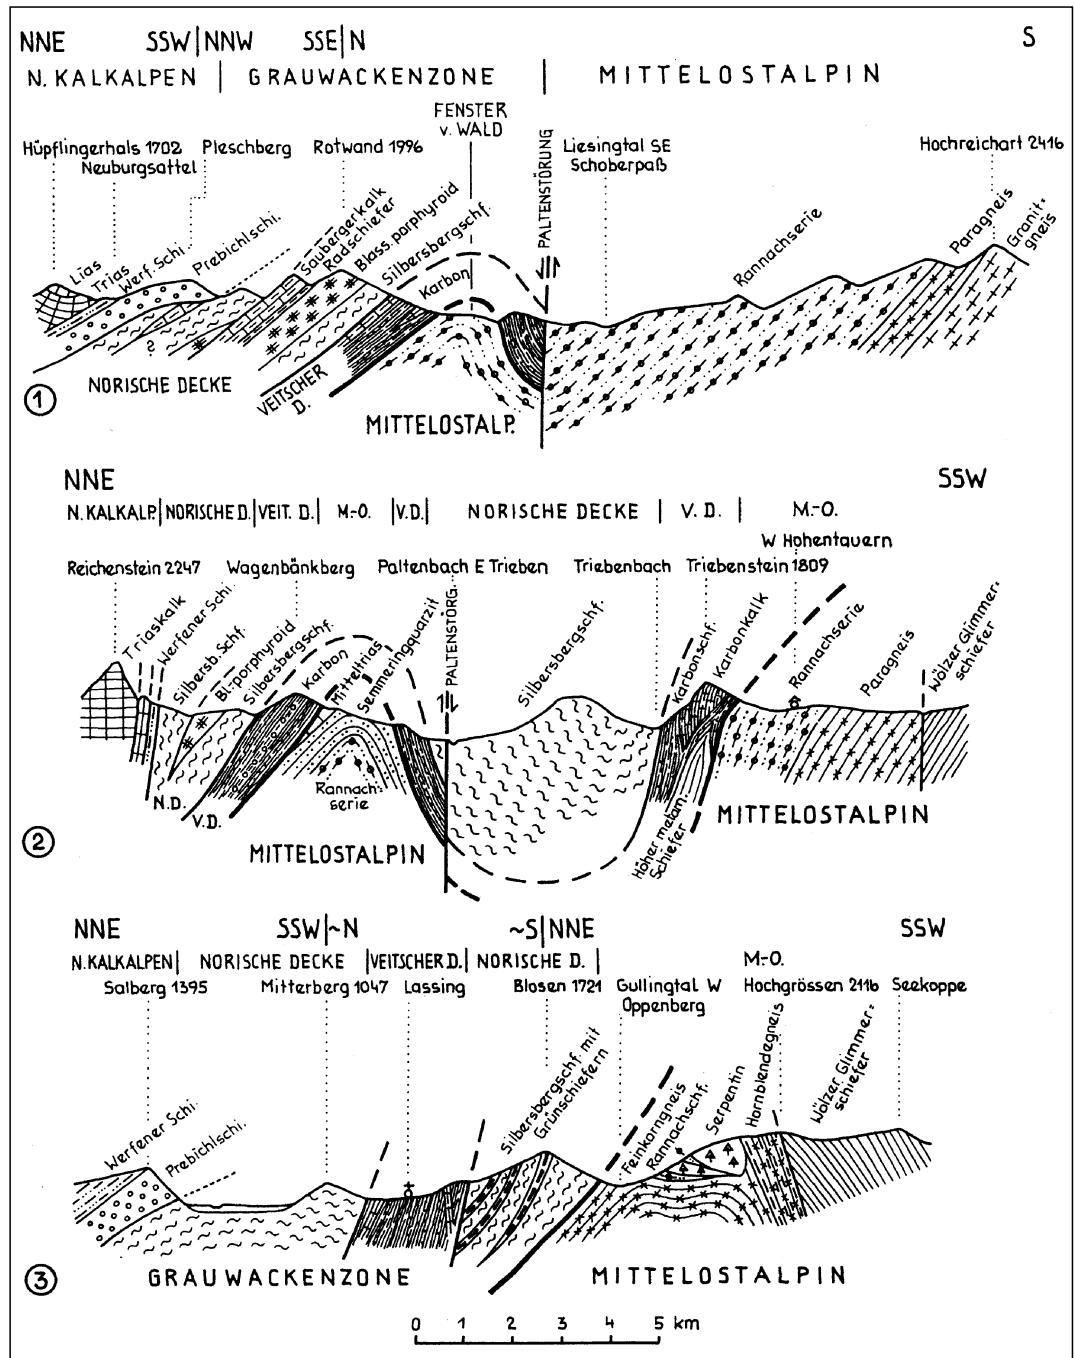 NNE SSW|NNW SSE|N S
N. KALKALPEN | GRAUWACKENZONE | MITTELOSTALPIN
FENSTER
v. WALD
Hüpflingerhals 1702 Pleschberg Rotwand 1996 Liesingtal SE Hochreichart 2416
Neuburgsattel Schoberpaß
PALTENSTÖRUNG
Lias
Trias
Werf. Schi.
Prebichlschi.
Saubergerkalk
Radschiefer
Blass. porphyroid
Silbersbergschf.
Karbon
Rannachserie
Paragneis
Granit=
gneis
?
NORISCHE DECKE
VEITSCHER
D.
MITTELOSTALP.
1
NNE SSW
N. KALKALP.|NORISCHE D.|VEIT. D.| M.-O. |V.D.| NORISCHE DECKE | V. D. | M.-O.
W Hohentauern
Reichenstein 2247 Wagenbänkberg Paltenbach E Trieben Triebenbach Triebenstein 1809
Triaskalk
Werfener Schi.
Silbersb. Schf.
Bl.-porphyroid
Silbersbergschf.
Karbon
Mitteltrias
Semmeringquarzit
PALTENSTÖRG.
Silbersbergschf.
Karbonschf.
Karbonkalk
Rannachserie
Paragneis
Wölzer Glimmer=
schiefer
Rannach=
serie
N.D.
V.D.
Höher metam.
Schiefer
MITTELOSTALPIN
MITTELOSTALPIN
2
NNE SSW|~N ~S|NNE SSW
N. KALKALPEN| NORISCHE DECKE |VEITSCHER D.| NORISCHE D. | M.-O.
Salberg 1395 Mitterberg 1047 Lassing Blosen 1721 Gullingtal W Hochgrössen 2116 Seekoppe
Oppenberg
Werfener Schi.
Prebichlschi.
Silbersbergschf. mit
Grünschiefern
Feinkorngneis
Rannachschf.
Serpentin
Hornblendegneis
Wölzer Glimmer=
schiefer
3
GRAUWACKENZONE MITTELOSTALPIN
0 1 2 3 4 5 km